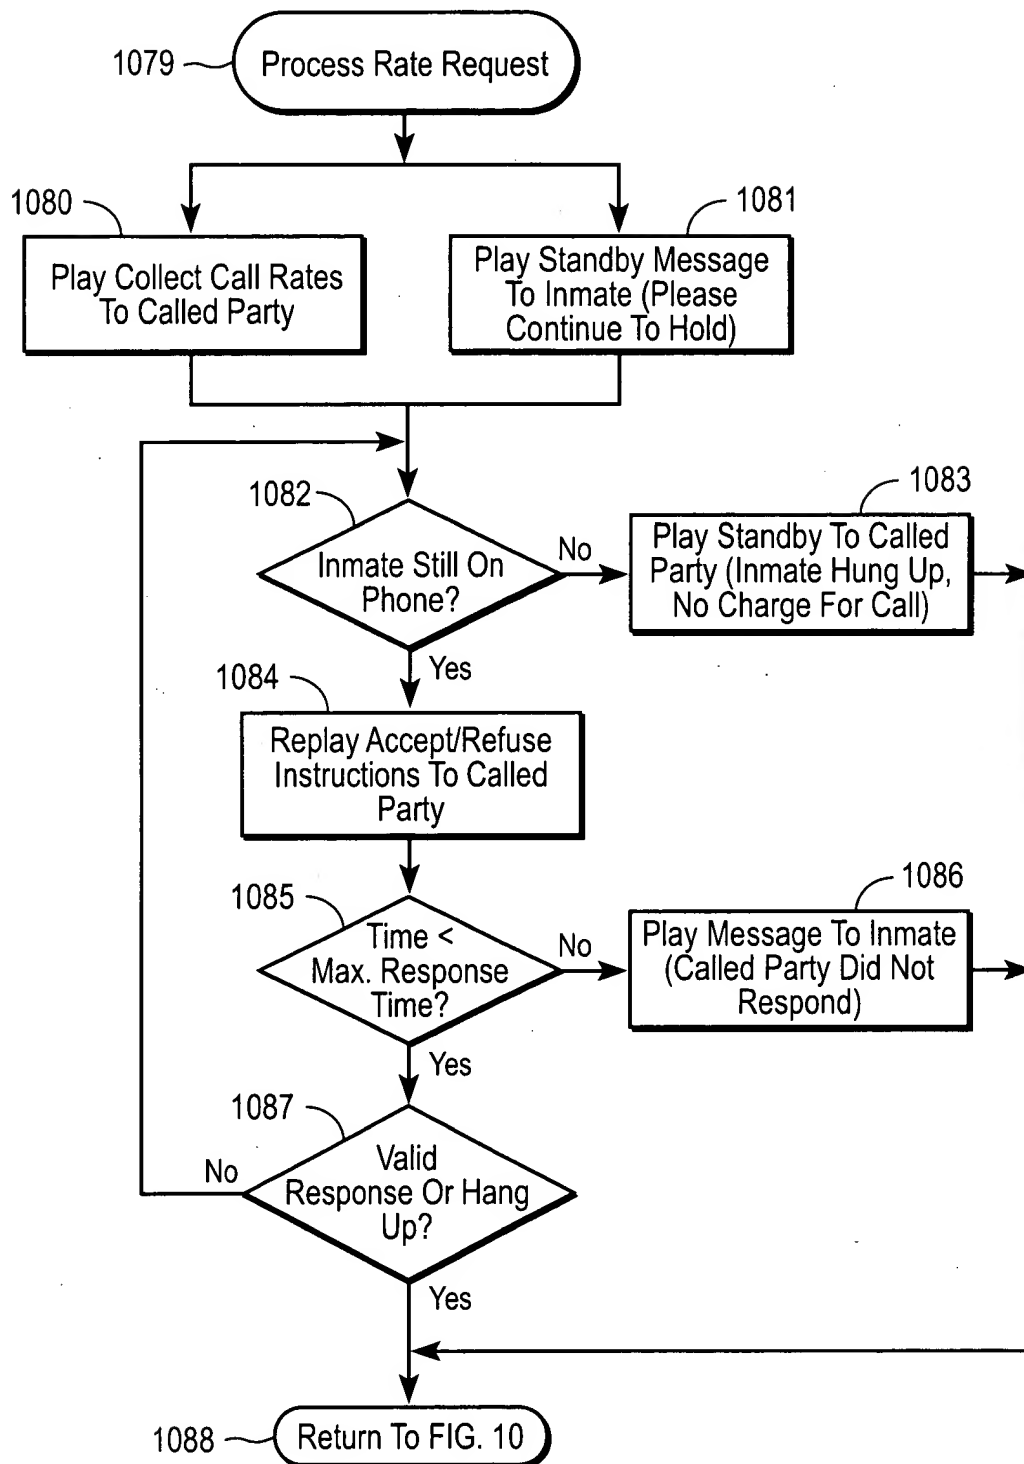 1079
Process Rate Request
1080
Play Collect Call Rates
To Called Party
1081
Play Standby Message
To Inmate (Please
Continue To Hold)
1082
Inmate Still On
Phone?
No
1083
Play Standby To Called
Party (Inmate Hung Up,
No Charge For Call)
Yes
1084
Replay Accept/Refuse
Instructions To Called
Party
1085
Time <
Max. Response
Time?
No
1086
Play Message To Inmate
(Called Party Did Not
Respond)
Yes
1087
Valid
Response Or Hang
Up?
No
Yes
1088
Return To FIG. 10